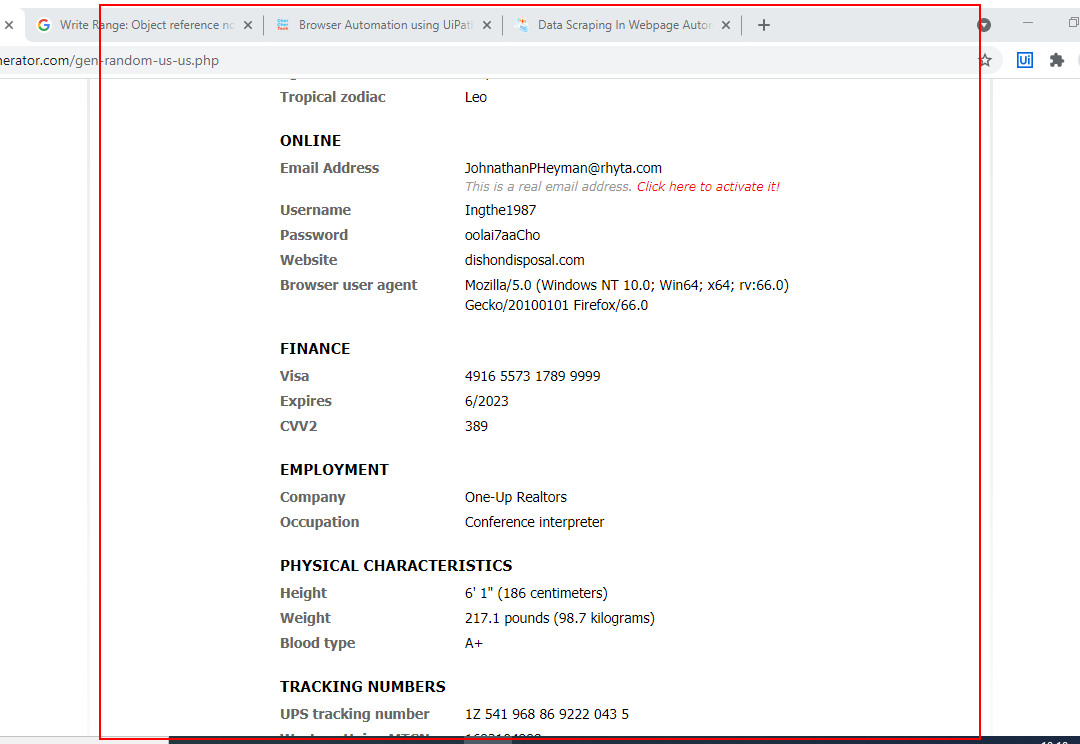 Write Range: Object reference no
Browser Automation using UiPath
Data Scraping In Webpage Autom
nerator.com/gen-random-us-us.php
Ui
Tropical zodiac Leo
ONLINE
Email Address JohnathanPHeyman@rhyta.com
This is a real email address. Click here to activate it!
Username Ingthe1987
Password oolai7aaCho
Website dishondisposal.com
Browser user agent Mozilla/5.0 (Windows NT 10.0; Win64; x64; rv:66.0)
Gecko/20100101 Firefox/66.0
FINANCE
Visa 4916 5573 1789 9999
Expires 6/2023
CVV2 389
EMPLOYMENT
Company One-Up Realtors
Occupation Conference interpreter
PHYSICAL CHARACTERISTICS
Height 6' 1" (186 centimeters)
Weight 217.1 pounds (98.7 kilograms)
Blood type A+
TRACKING NUMBERS
UPS tracking number 1Z 541 968 86 9222 043 5